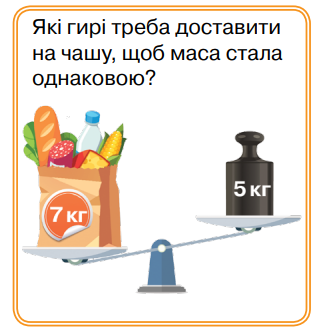 Які гирі треба доставити
на чашу, щоб маса стала
однаковою?
7 кг
5 кг